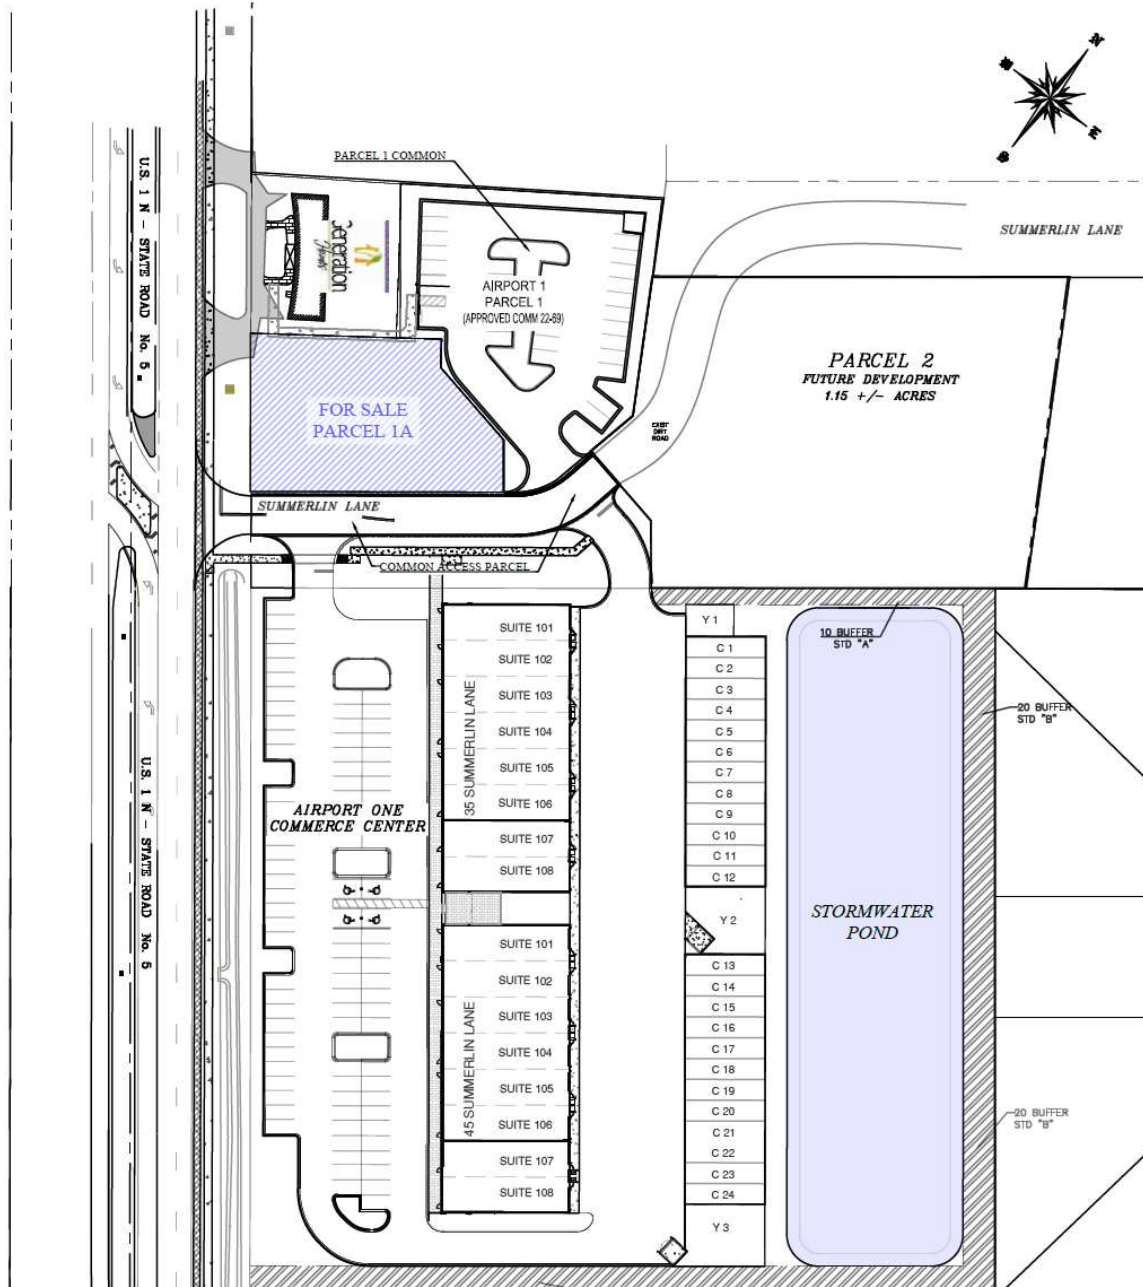 N
E
S
PARCEL 1 COMMON
U.S. 1 N - STATE ROAD No. 5
Generation
Homes
AIRPORT 1
PARCEL 1
(APPROVED COMM 22-69)
SUMMERLIN LANE
PARCEL 2
FUTURE DEVELOPMENT
1.15 +/- ACRES
FOR SALE
PARCEL 1A
EXIST
DIRT
ROAD
SUMMERLIN LANE
COMMON ACCESS PARCEL
35 SUMMERLIN LANE
SUITE 101
SUITE 102
SUITE 103
SUITE 104
SUITE 105
SUITE 106
SUITE 107
SUITE 108
Y 1
C 1
C 2
C 3
C 4
C 5
C 6
C 7
C 8
C 9
C 10
C 11
C 12
Y 2
10 BUFFER
STD "A"
20 BUFFER
STD "B"
AIRPORT ONE
COMMERCE CENTER
U.S. 1 N - STATE ROAD No. 5
STORMWATER
POND
45 SUMMERLIN LANE
SUITE 101
SUITE 102
SUITE 103
SUITE 104
SUITE 105
SUITE 106
SUITE 107
SUITE 108
C 13
C 14
C 15
C 16
C 17
C 18
C 19
C 20
C 21
C 22
C 23
C 24
Y 3
20 BUFFER
STD "B"